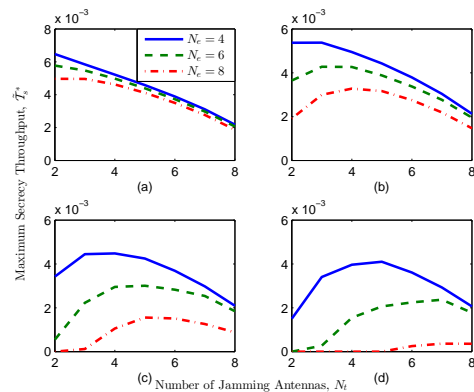 x 10⁻³
x 10⁻³
8
6
4
2
0
N_e = 4
N_e = 6
N_e = 8
6
4
2
0
2 4 6 8
2 4 6 8
(a)
(b)
x 10⁻³
x 10⁻³
6
4
2
0
6
4
2
0
2 4 6 8
2 4 6 8
(c)
(d)
Maximum Secrecy Throughput, T̃*_s
Number of Jamming Antennas, N_t